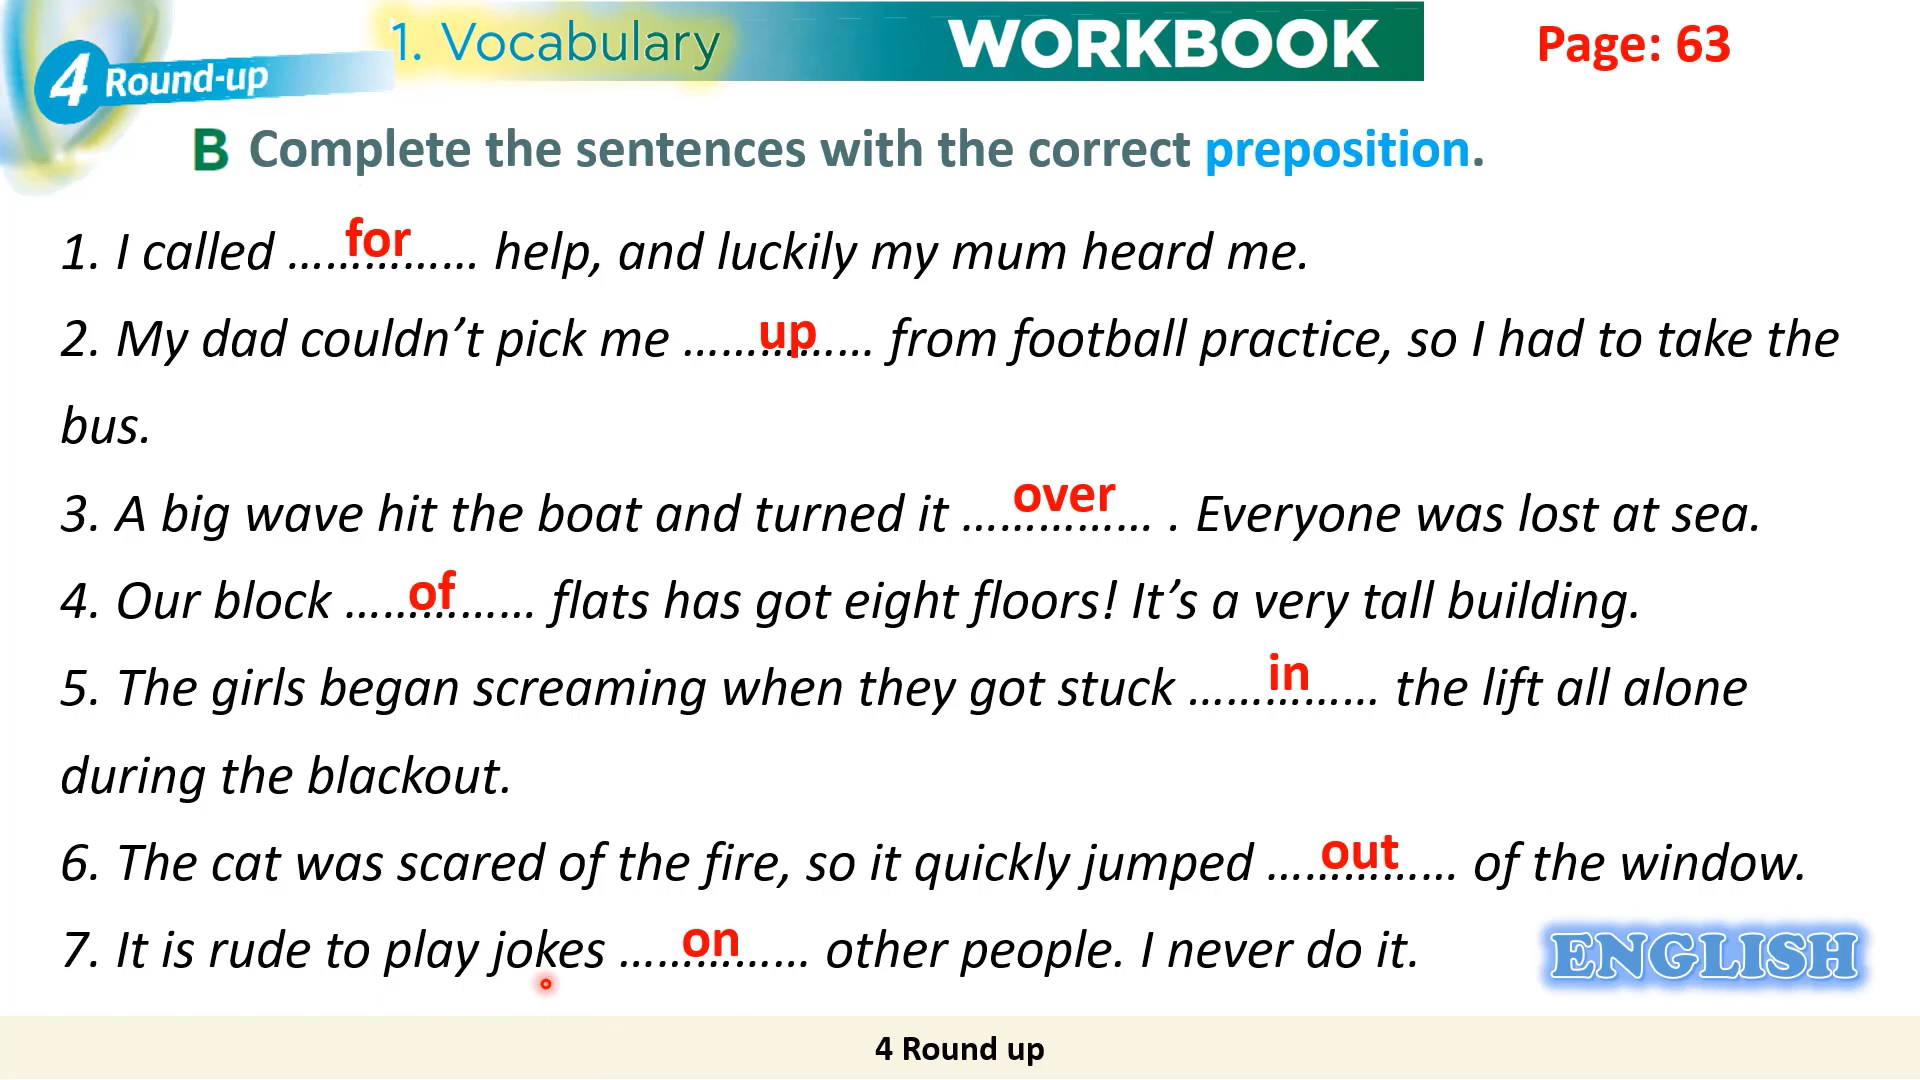 4 Round-up
1. Vocabulary
WORKBOOK
Page: 63
B Complete the sentences with the correct preposition.
1. I called ……for……… help, and luckily my mum heard me.
2. My dad couldn’t pick me ……up……… from football practice, so I had to take the
bus.
3. A big wave hit the boat and turned it ……over……… . Everyone was lost at sea.
4. Our block ……of……… flats has got eight floors! It’s a very tall building.
5. The girls began screaming when they got stuck ……in……… the lift all alone
during the blackout.
6. The cat was scared of the fire, so it quickly jumped ……out……… of the window.
7. It is rude to play jokes ……on……… other people. I never do it.
ENGLISH
4 Round up